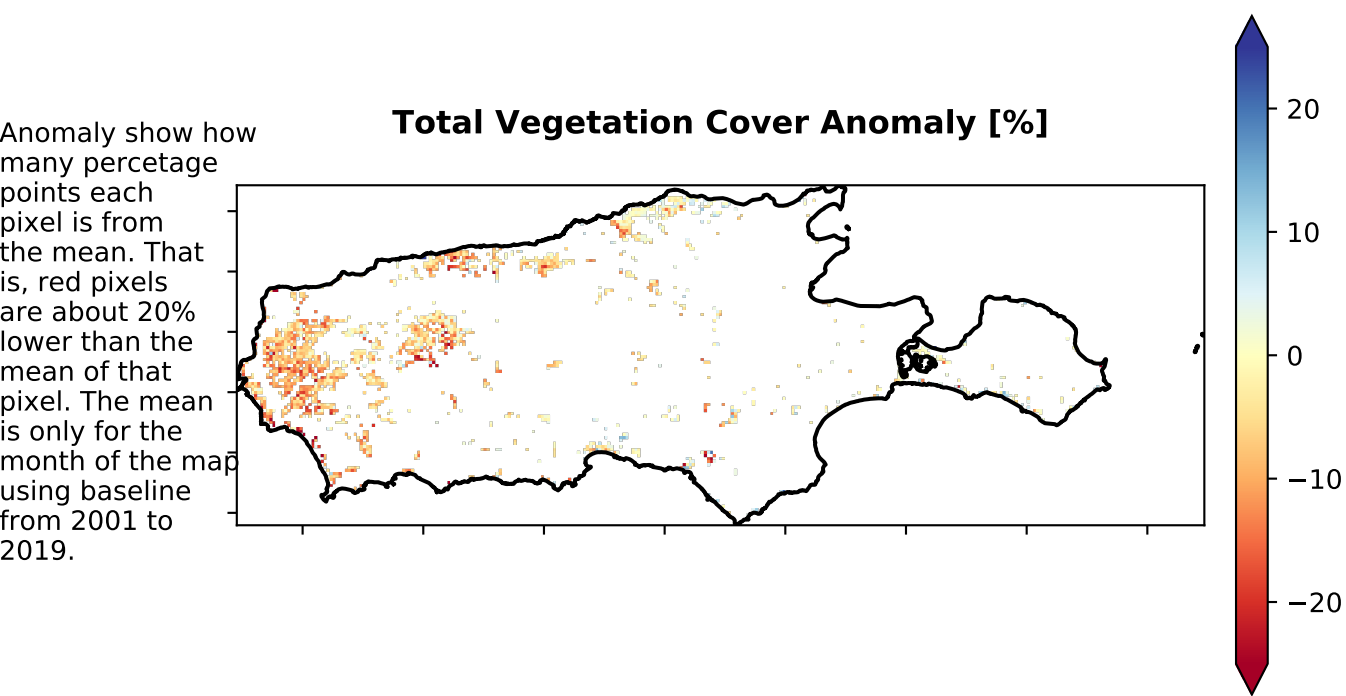 Total Vegetation Cover Anomaly [%]
Anomaly show how
many percetage
points each
pixel is from
the mean. That
is, red pixels
are about 20%
lower than the
mean of that
pixel. The mean
is only for the
month of the map
using baseline
from 2001 to
2019.
20
10
0
−10
−20